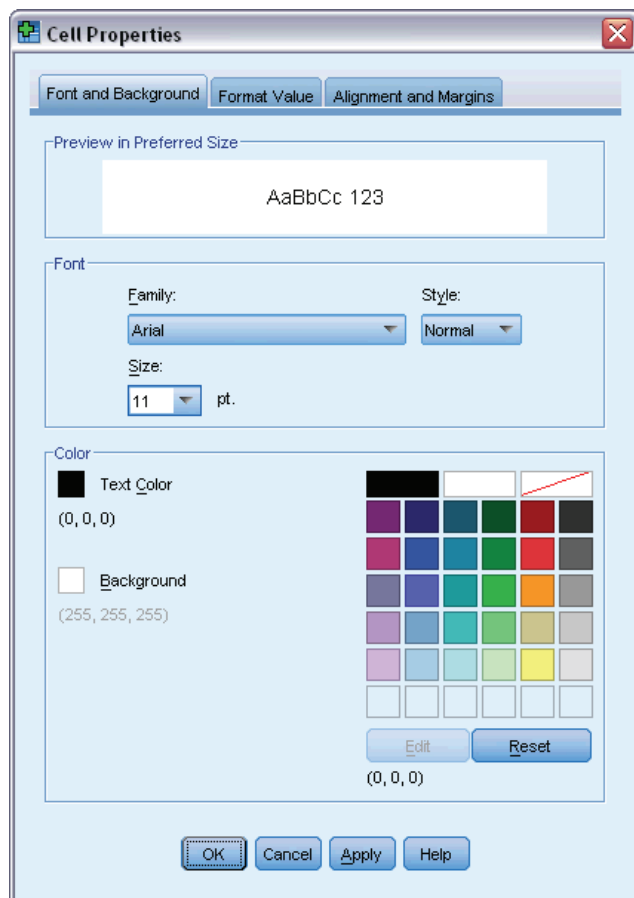 Cell Properties
Font and Background Format Value Alignment and Margins
Preview in Preferred Size
AaBbCc 123
Font
Family: Style:
Arial Normal
Size:
11 pt.
Color
Text Color
(0, 0, 0)
Background
(255, 255, 255)
Edit Reset
(0, 0, 0)
OK Cancel Apply Help